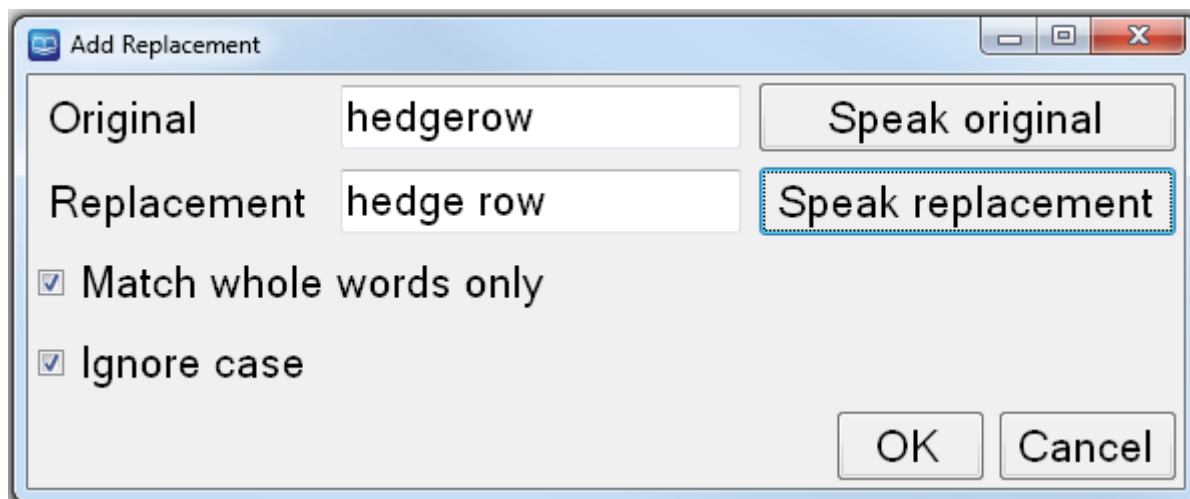 Add Replacement
Original hedgerow Speak original
Replacement hedge row Speak replacement
Match whole words only
Ignore case
OK Cancel